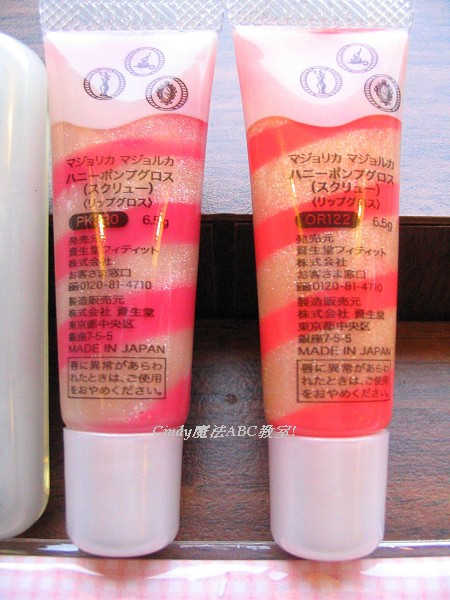 マジョリカ マジョルカ
ハニーポンプグロス
(スクリュー)
〈リップグロス〉
6.5g
発売元
資生堂フィティット
株式会社
お客さま窓口
0120-81-4710
製造販売元
株式会社 資生堂
東京都中央区
銀座7-5-5
MADE IN JAPAN
唇に異常があらわ
れたときは、ご使用
をおやめください。
マジョリカ マジョルカ
ハニーポンプグロス
(スクリュー)
〈リップグロス〉
OR122 6.5g
発売元
資生堂フィティット
株式会社
お客さま窓口
0120-81-4710
製造販売元
株式会社 資生堂
東京都中央区
銀座7-5-5
MADE IN JAPAN
唇に異常があらわ
れたときは、ご使用
をおやめください。
Cindy魔法ABC教室!